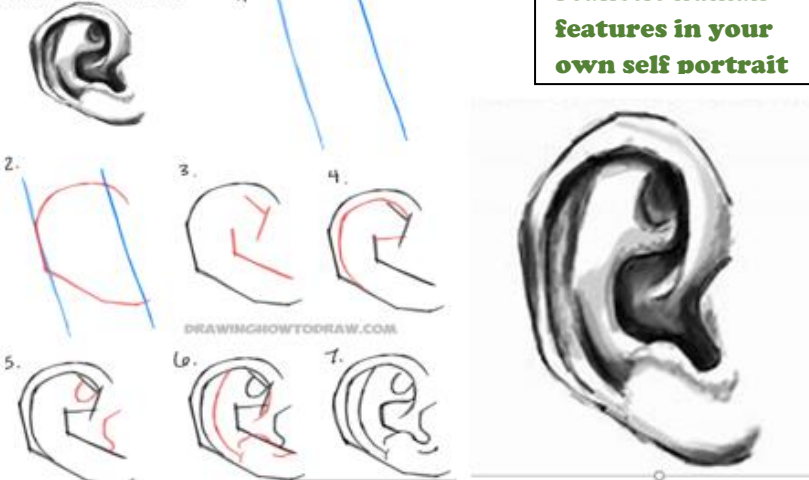 features in your
own self portrait
2.
3.
4.
DRAWINGHOWTODRAW.COM
5.
6.
7.